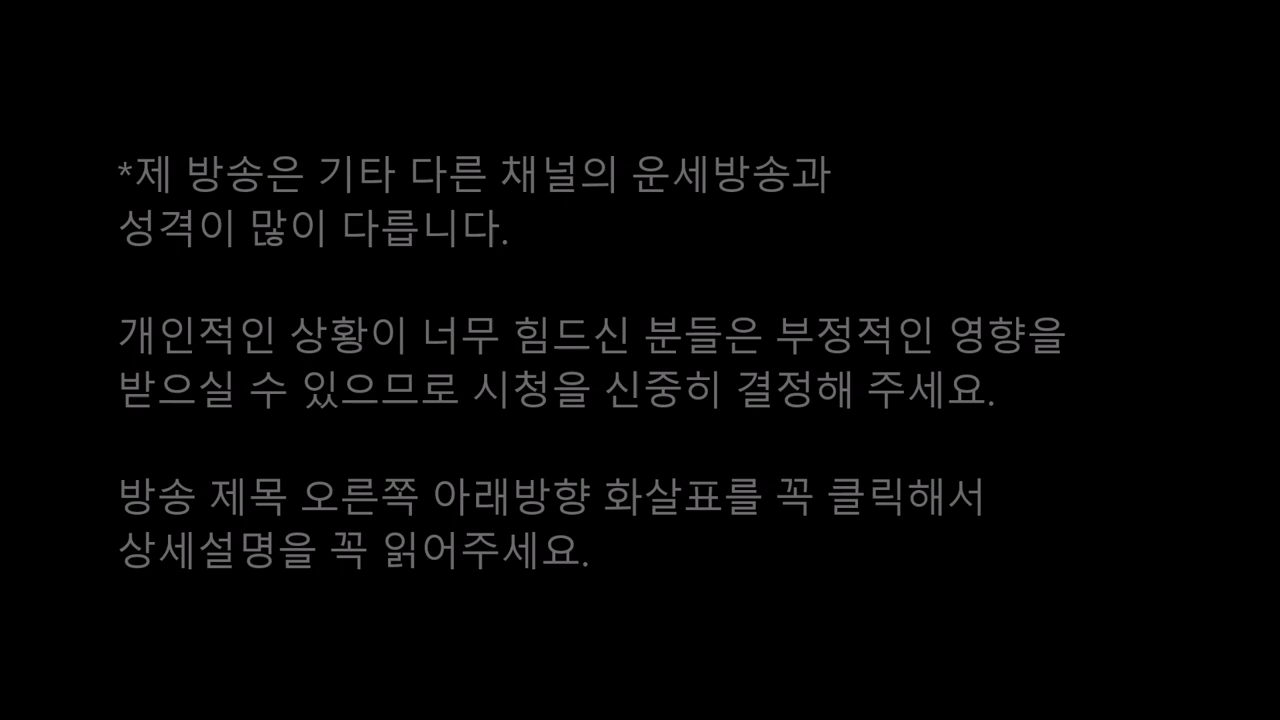 *제 방송은 기타 다른 채널의 운세방송과
성격이 많이 다릅니다.
개인적인 상황이 너무 힘드신 분들은 부정적인 영향을
받으실 수 있으므로 시청을 신중히 결정해 주세요.
방송 제목 오른쪽 아래방향 화살표를 꼭 클릭해서
상세설명을 꼭 읽어주세요.